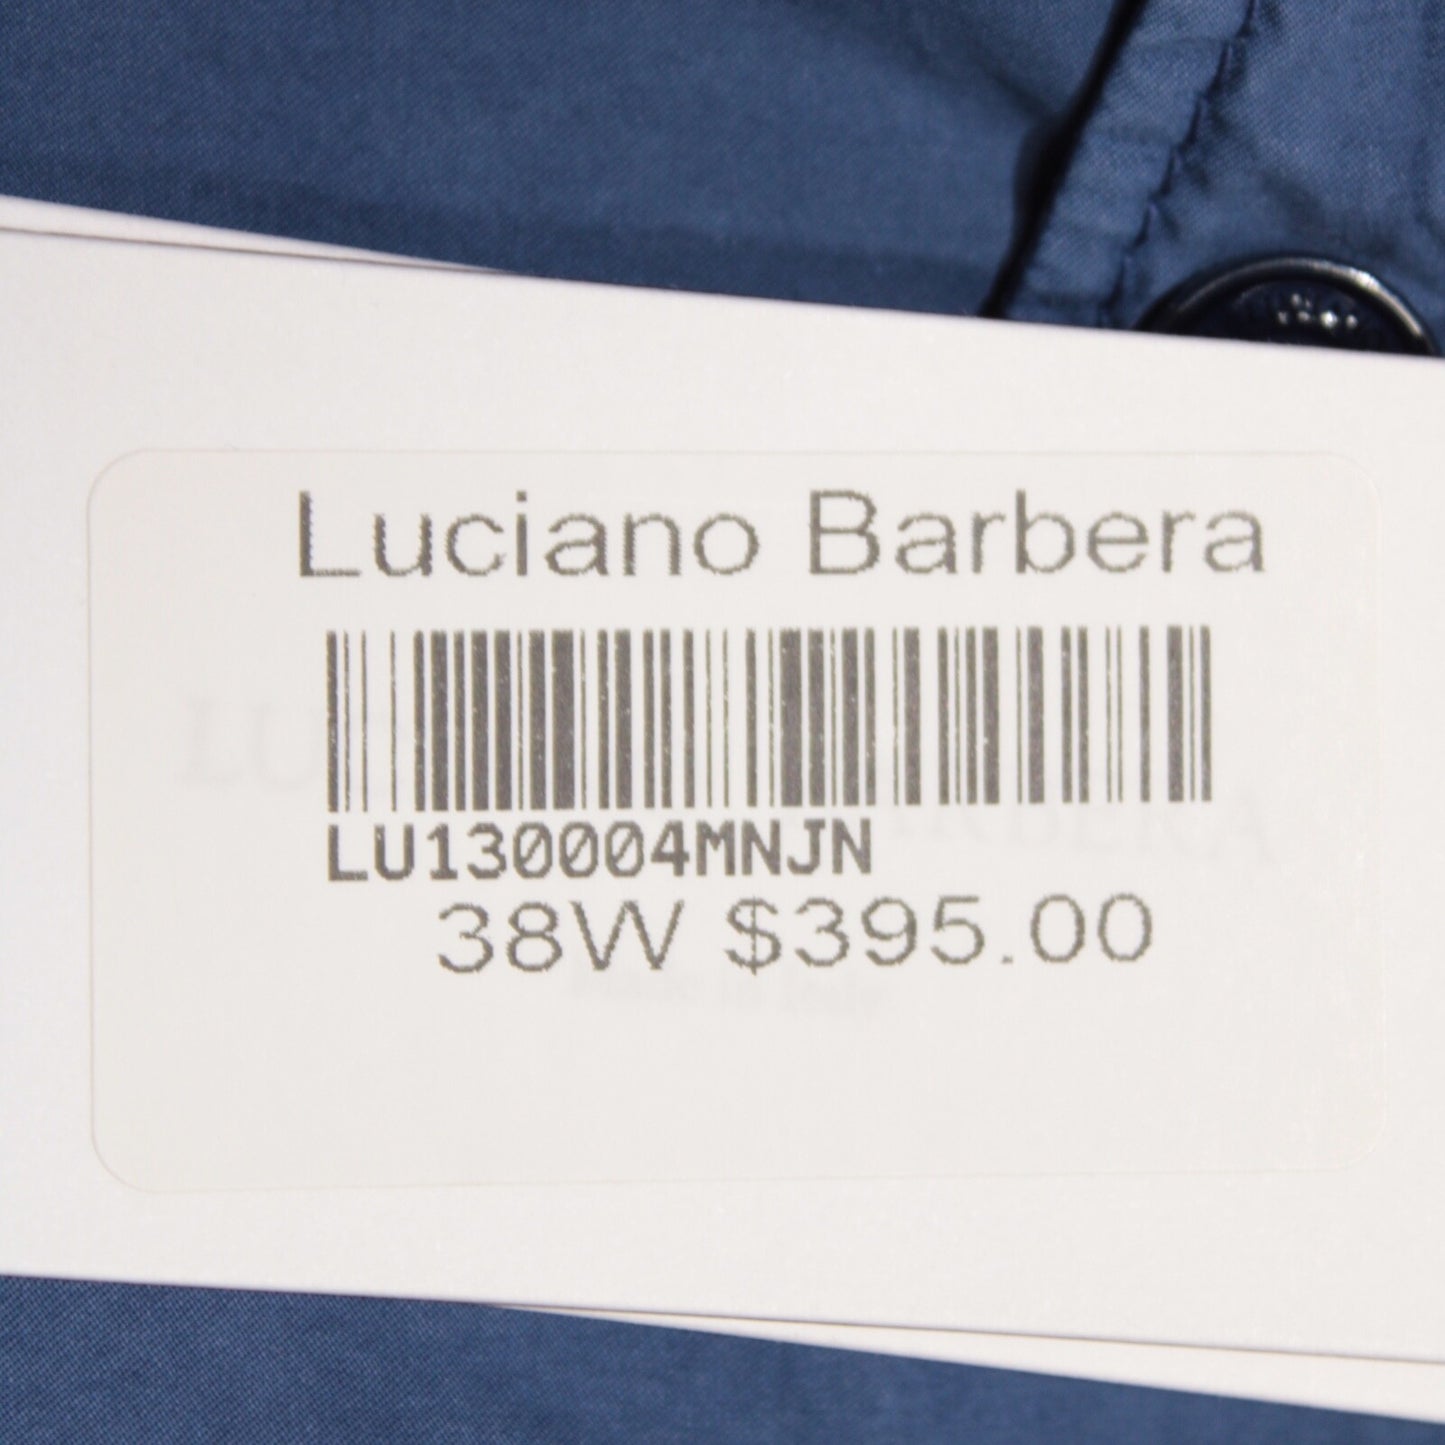 Luciano Barbera
LU130004MNJN
38W $395.00